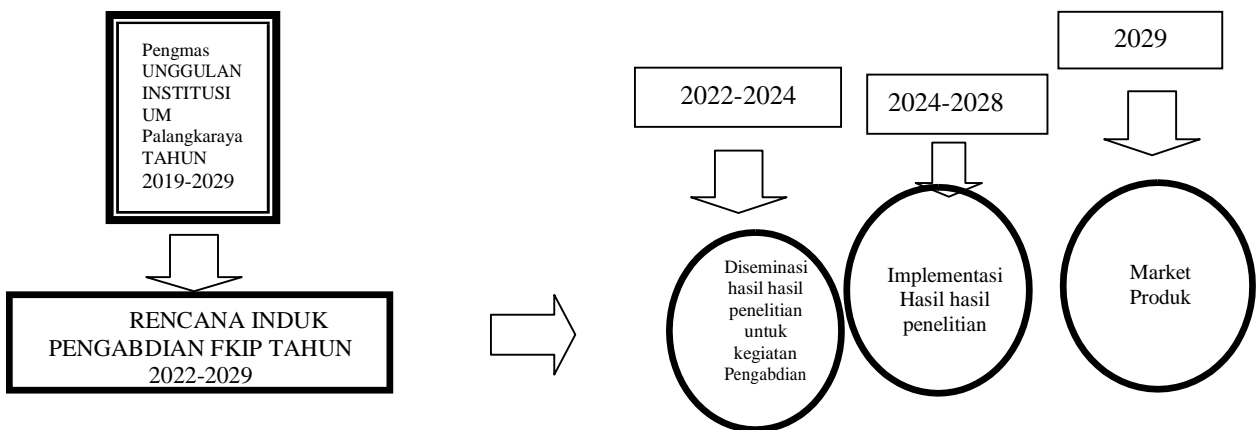 Pengmas
UNGGULAN
INSTITUSI
UM
Palangkaraya
TAHUN
2019-2029
RENCANA INDUK
PENGABDIAN FKIP TAHUN
2022-2029
2022-2024
2024-2028
2029
Diseminasi
hasil hasil
penelitian
untuk
kegiatan
Pengabdian
Implementasi
Hasil hasil
penelitian
Market
Produk